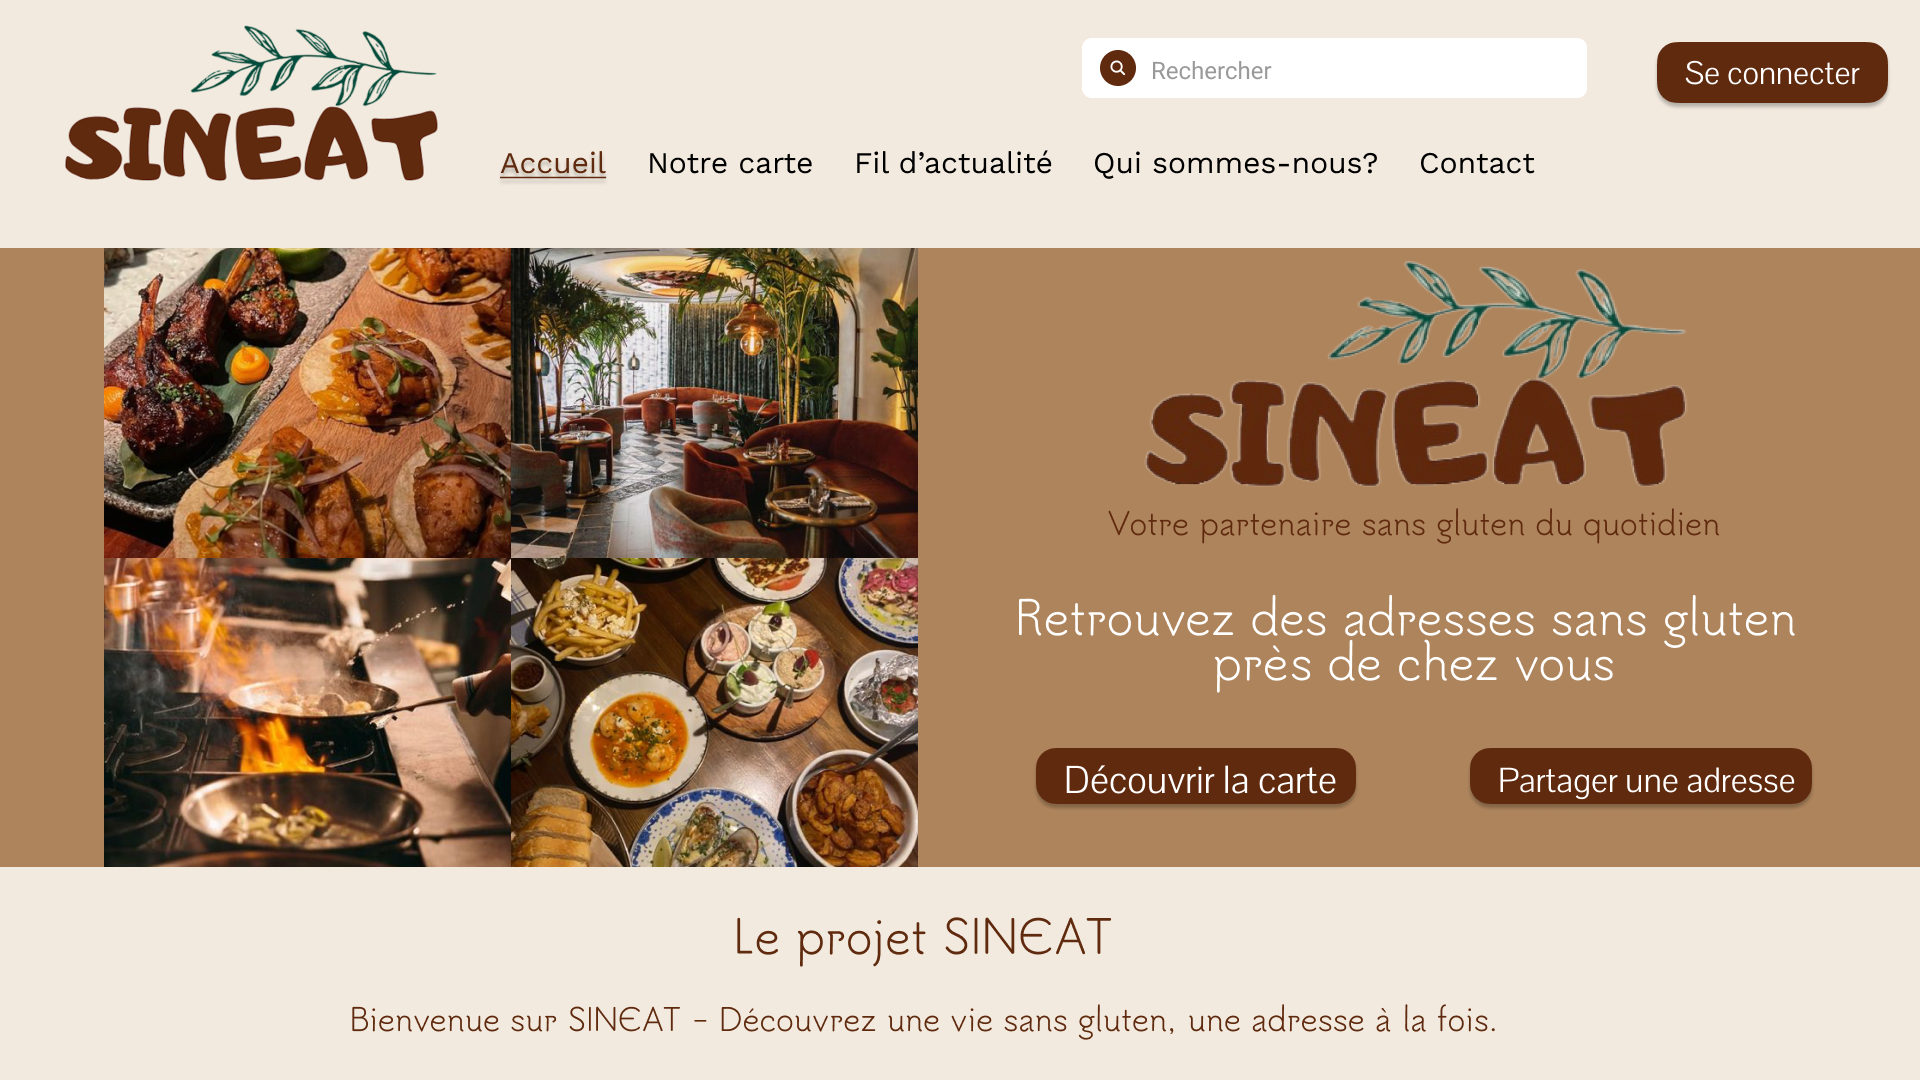 SINEAT
Rechercher
Se connecter
Accueil
Notre carte
Fil d’actualité
Qui sommes-nous?
Contact
SINEAT
Votre partenaire sans gluten du quotidien
Retrouvez des adresses sans gluten
près de chez vous
Découvrir la carte
Partager une adresse
Le projet SINEAT
Bienvenue sur SINEAT – Découvrez une vie sans gluten, une adresse à la fois.